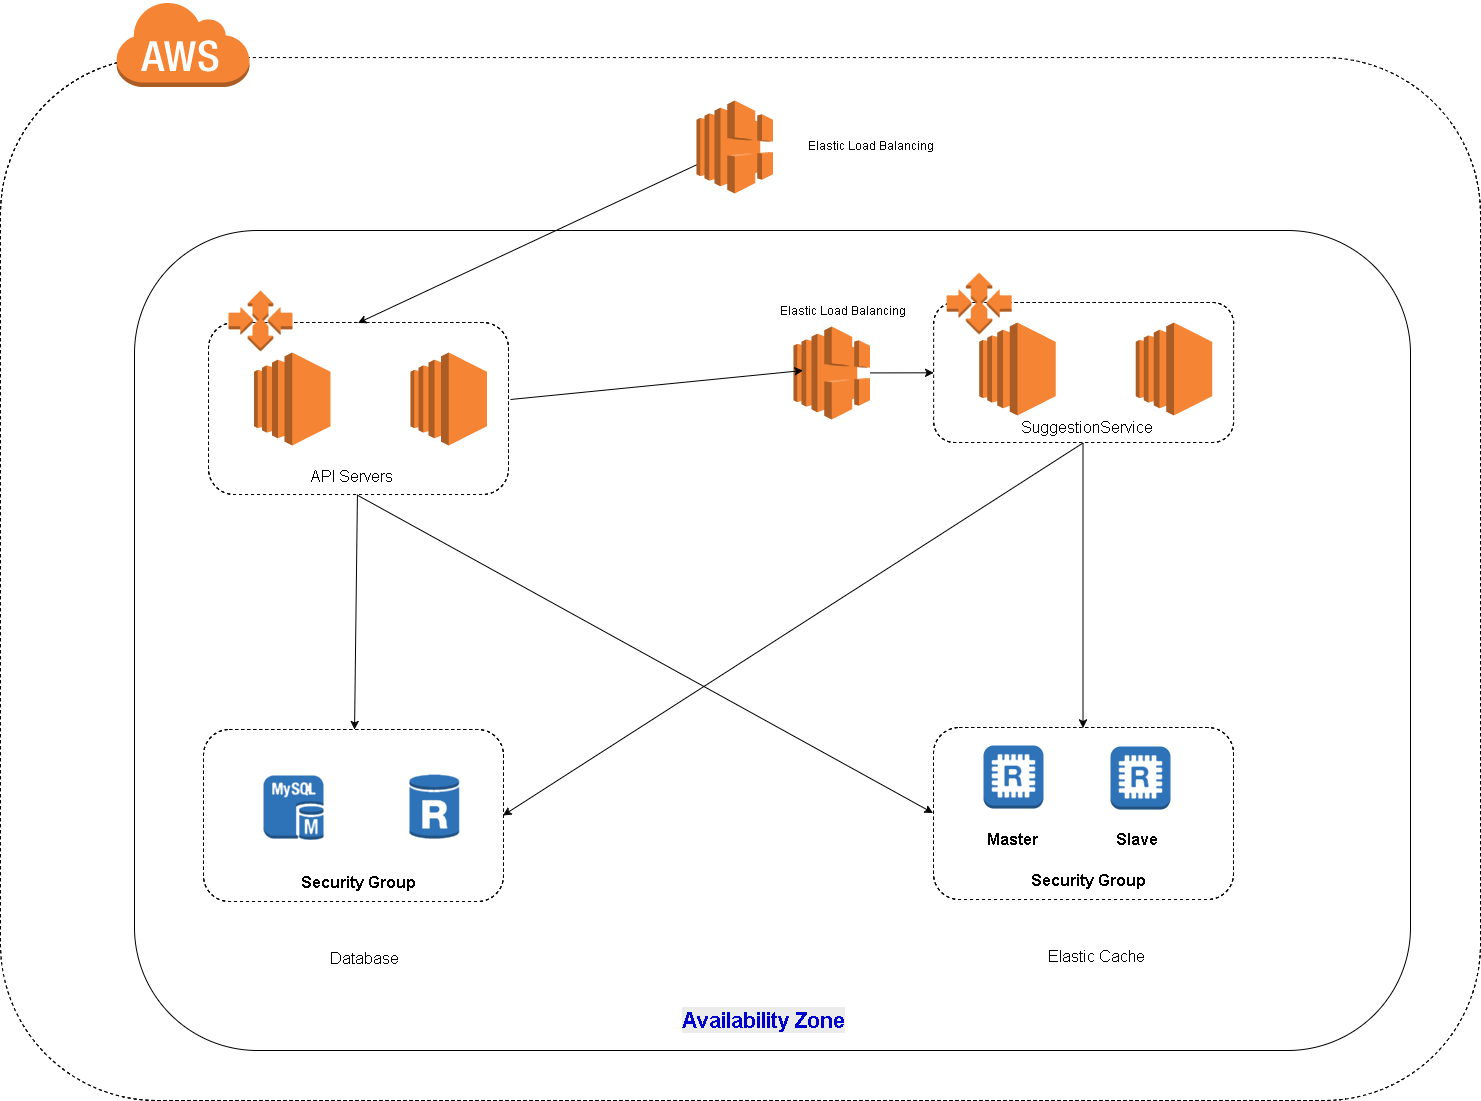 AWS
Elastic Load Balancing
Elastic Load Balancing
SuggestionService
API Servers
MySQL
M
R
R
R
Master
Slave
Security Group
Security Group
Database
Elastic Cache
Availability Zone